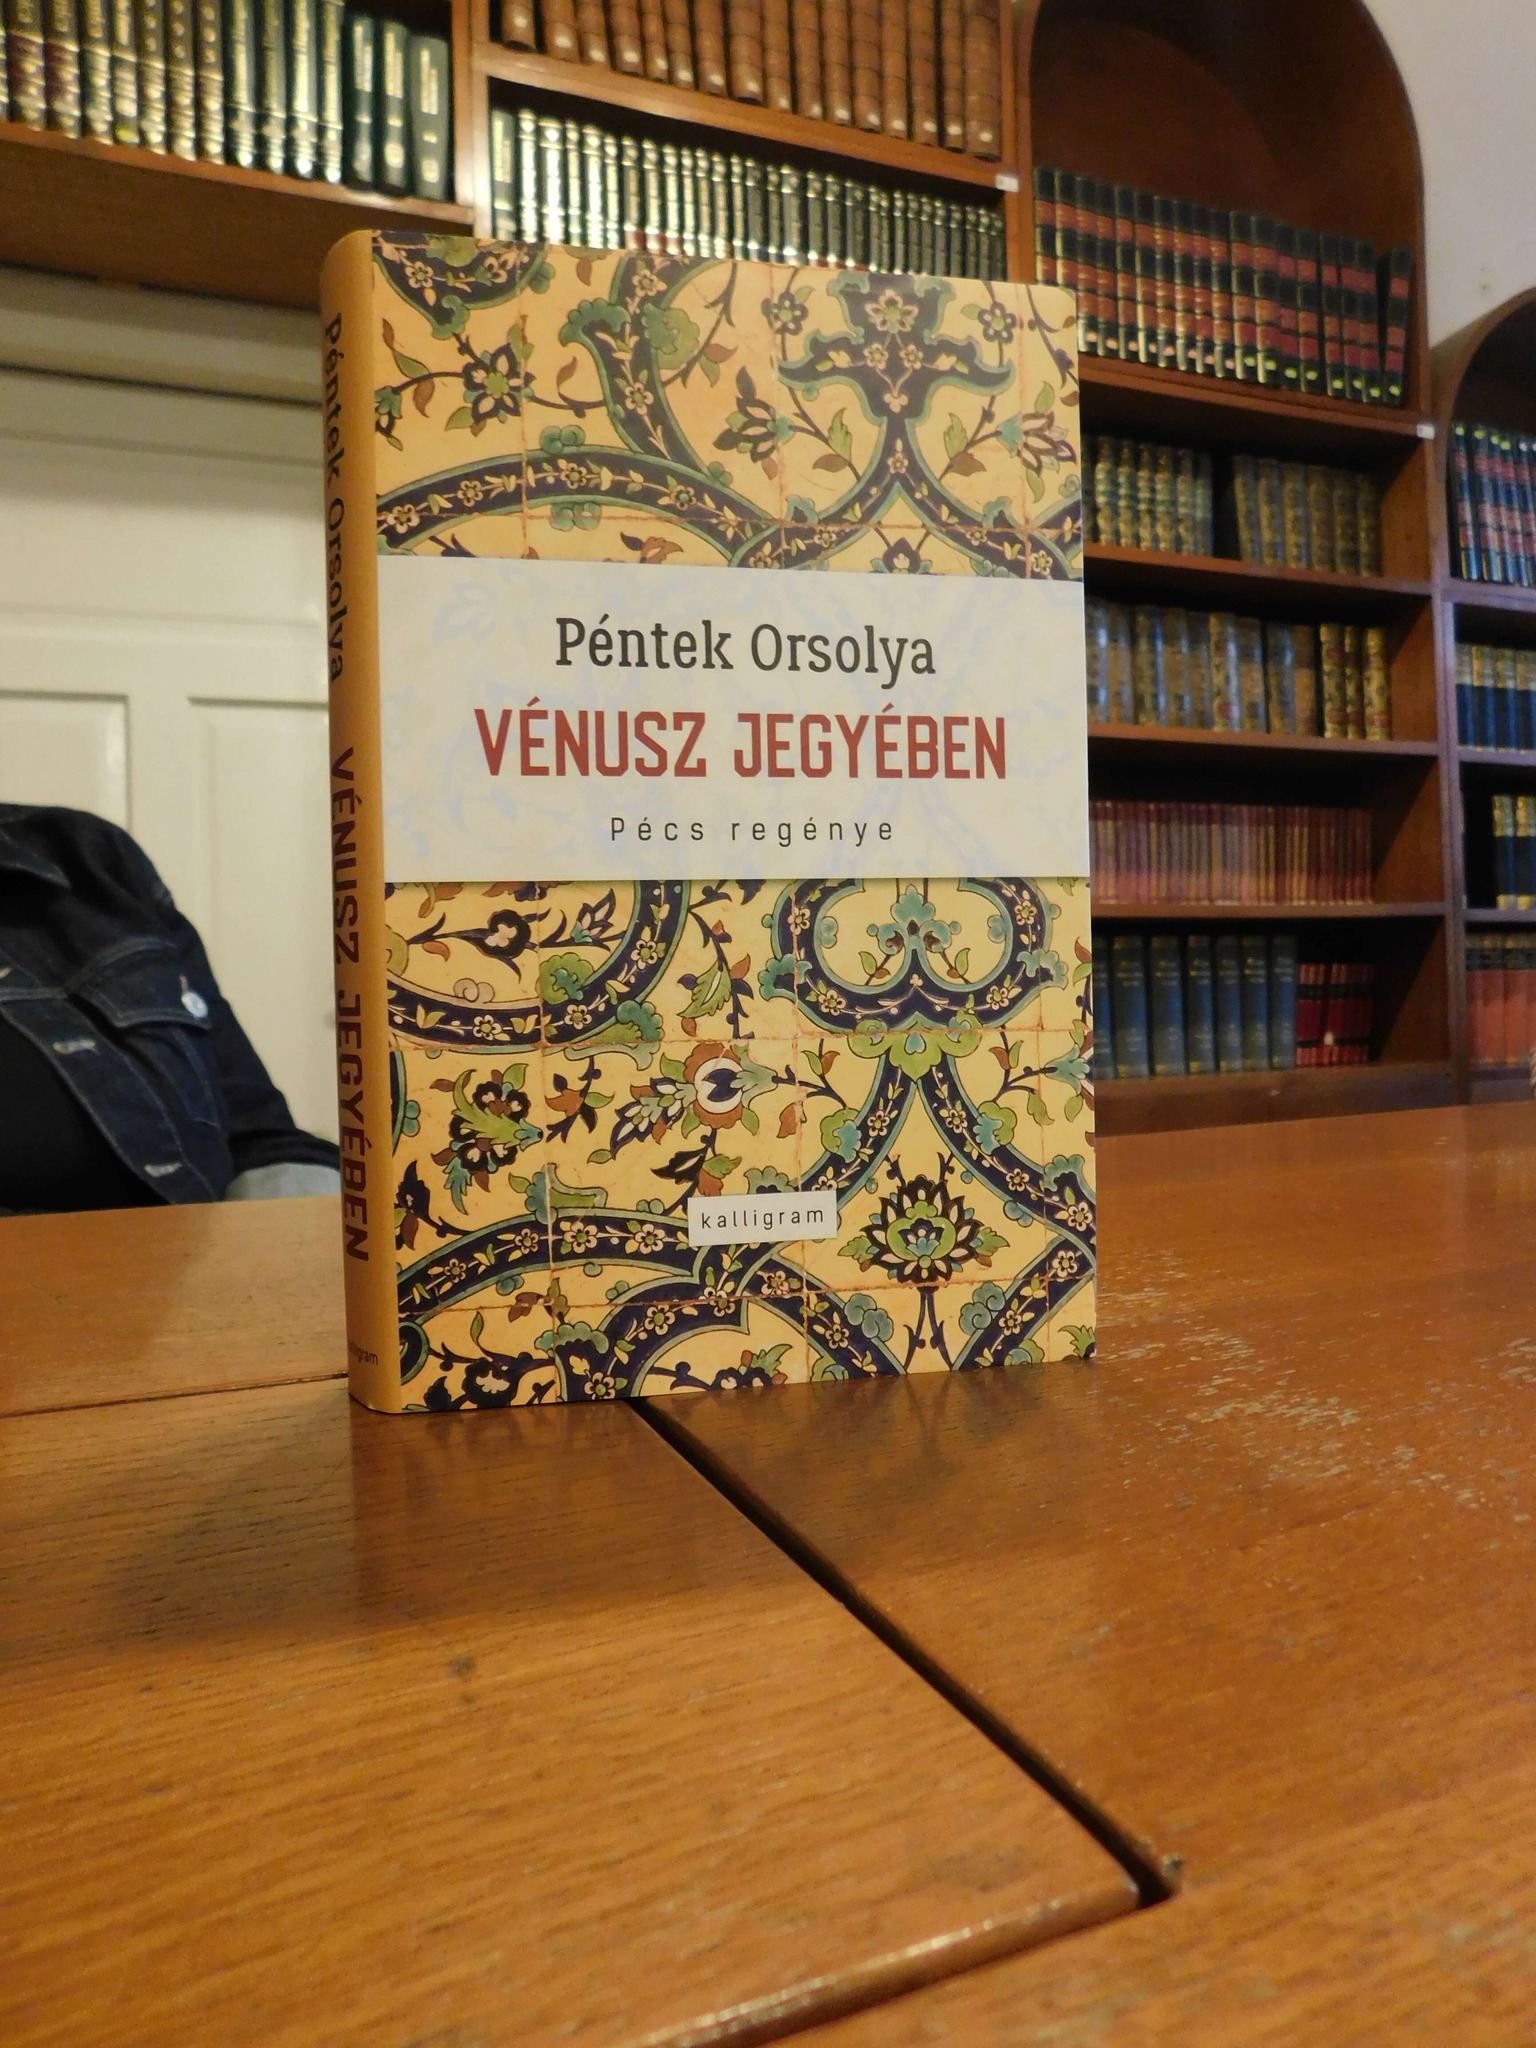 Péntek Orsolya
VÉNUSZ JEGYÉBEN
Pécs regénye
kalligram
Péntek Orsolya VÉNUSZ JEGYÉBEN